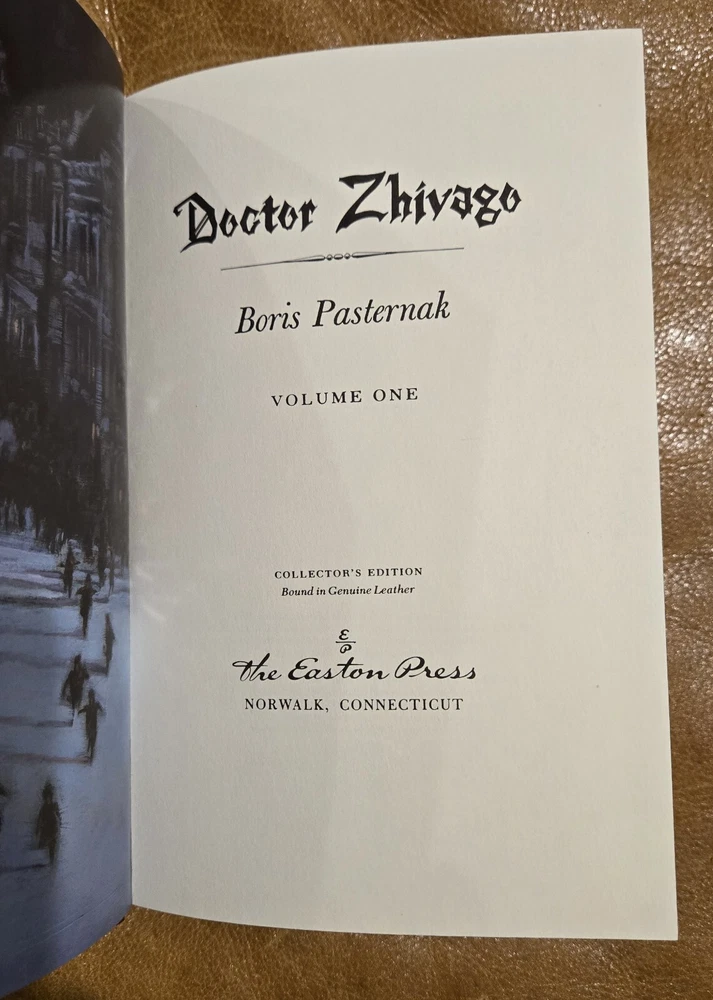 Doctor Zhivago
Boris Pasternak
VOLUME ONE
COLLECTOR'S EDITION
Bound in Genuine Leather
E
P
The Easton Press
NORWALK, CONNECTICUT